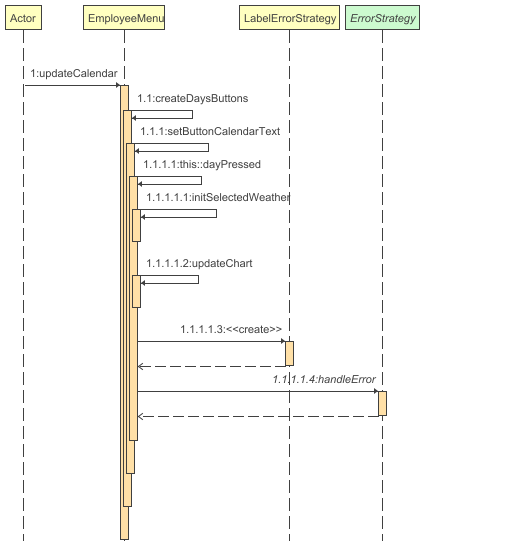 Actor
EmployeeMenu
LabelErrorStrategy
ErrorStrategy
1:updateCalendar
1.1:createDaysButtons
1.1.1:setButtonCalendarText
1.1.1.1:this::dayPressed
1.1.1.1.1:initSelectedWeather
1.1.1.1.2:updateChart
1.1.1.1.3:<<create>>
1.1.1.1.4:handleError